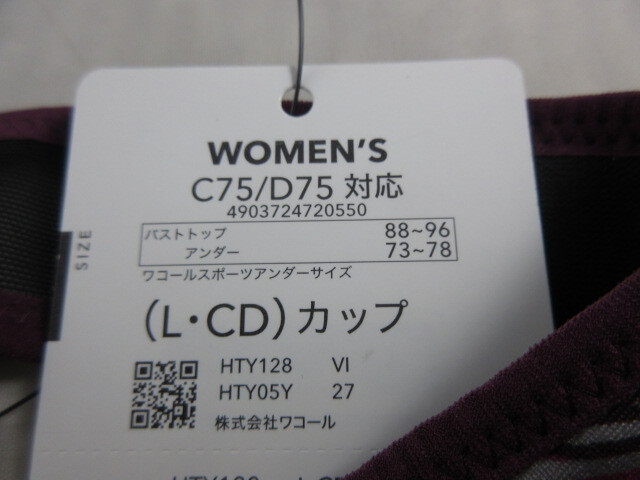 WOMEN'S
C75/D75 対応
4903724720550
SIZE
バストトップ 88~96
アンダー 73~78
ワコールスポーツアンダーサイズ
(L・CD) カップ
HTY128 VI
HTY05Y 27
株式会社ワコール